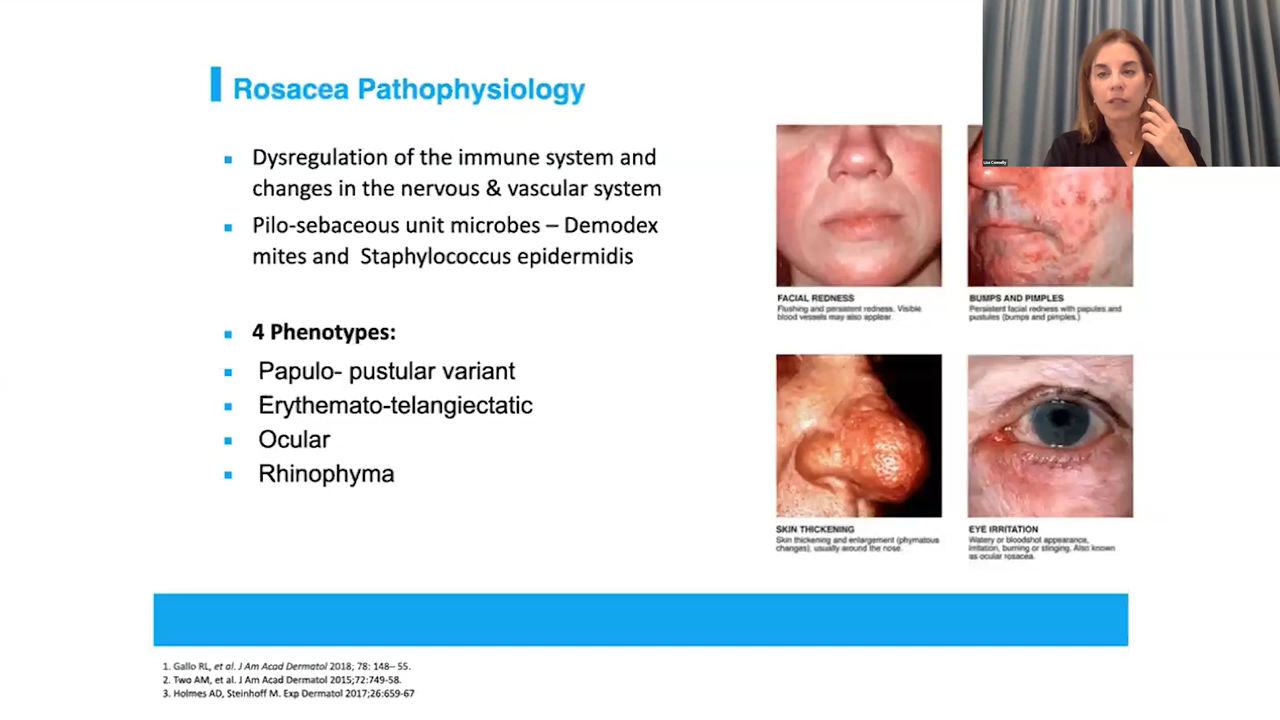 Rosacea Pathophysiology
Dysregulation of the immune system and
changes in the nervous & vascular system
Pilo-sebaceous unit microbes – Demodex
mites and Staphylococcus epidermidis
4 Phenotypes:
Papulo- pustular variant
Erythemato-telangiectatic
Ocular
Rhinophyma
Lisa Connolly
FACIAL REDNESS
Flushing and persistent redness. Visible
blood vessels may also appear.
BUMPS AND PIMPLES
Persistent facial redness with papules and
pustules (bumps and pimples.)
SKIN THICKENING
Skin thickening and enlargement (phymatous
changes), usually around the nose.
EYE IRRITATION
Watery or bloodshot appearance,
irritation, burning or stinging. Also known
as ocular rosacea.
1. Gallo RL, et al. J Am Acad Dermatol 2018; 78: 148– 55.
2. Two AM, et al. J Am Acad Dermatol 2015;72:749-58.
3. Holmes AD, Steinhoff M. Exp Dermatol 2017;26:659-67